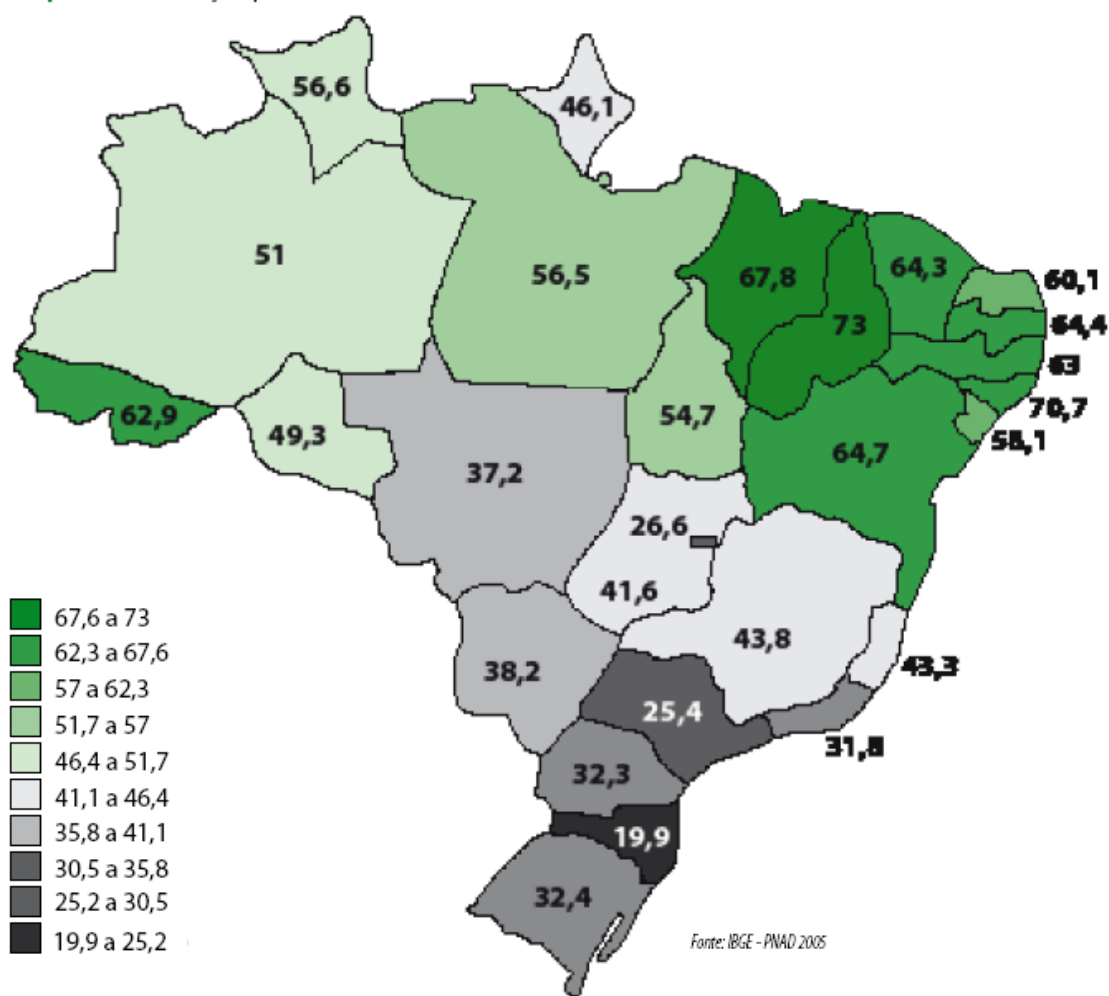 56,6
46,1
51
56,5
67,8
64,3
60,1
73
64,4
63
62,9
49,3
54,7
70,7
58,1
64,7
37,2
26,6
41,6
43,8
43,3
38,2
25,4
31,8
32,3
19,9
32,4
67,6 a 73
62,3 a 67,6
57 a 62,3
51,7 a 57
46,4 a 51,7
41,1 a 46,4
35,8 a 41,1
30,5 a 35,8
25,2 a 30,5
19,9 a 25,2
Fonte: IBGE - PNAD 2005